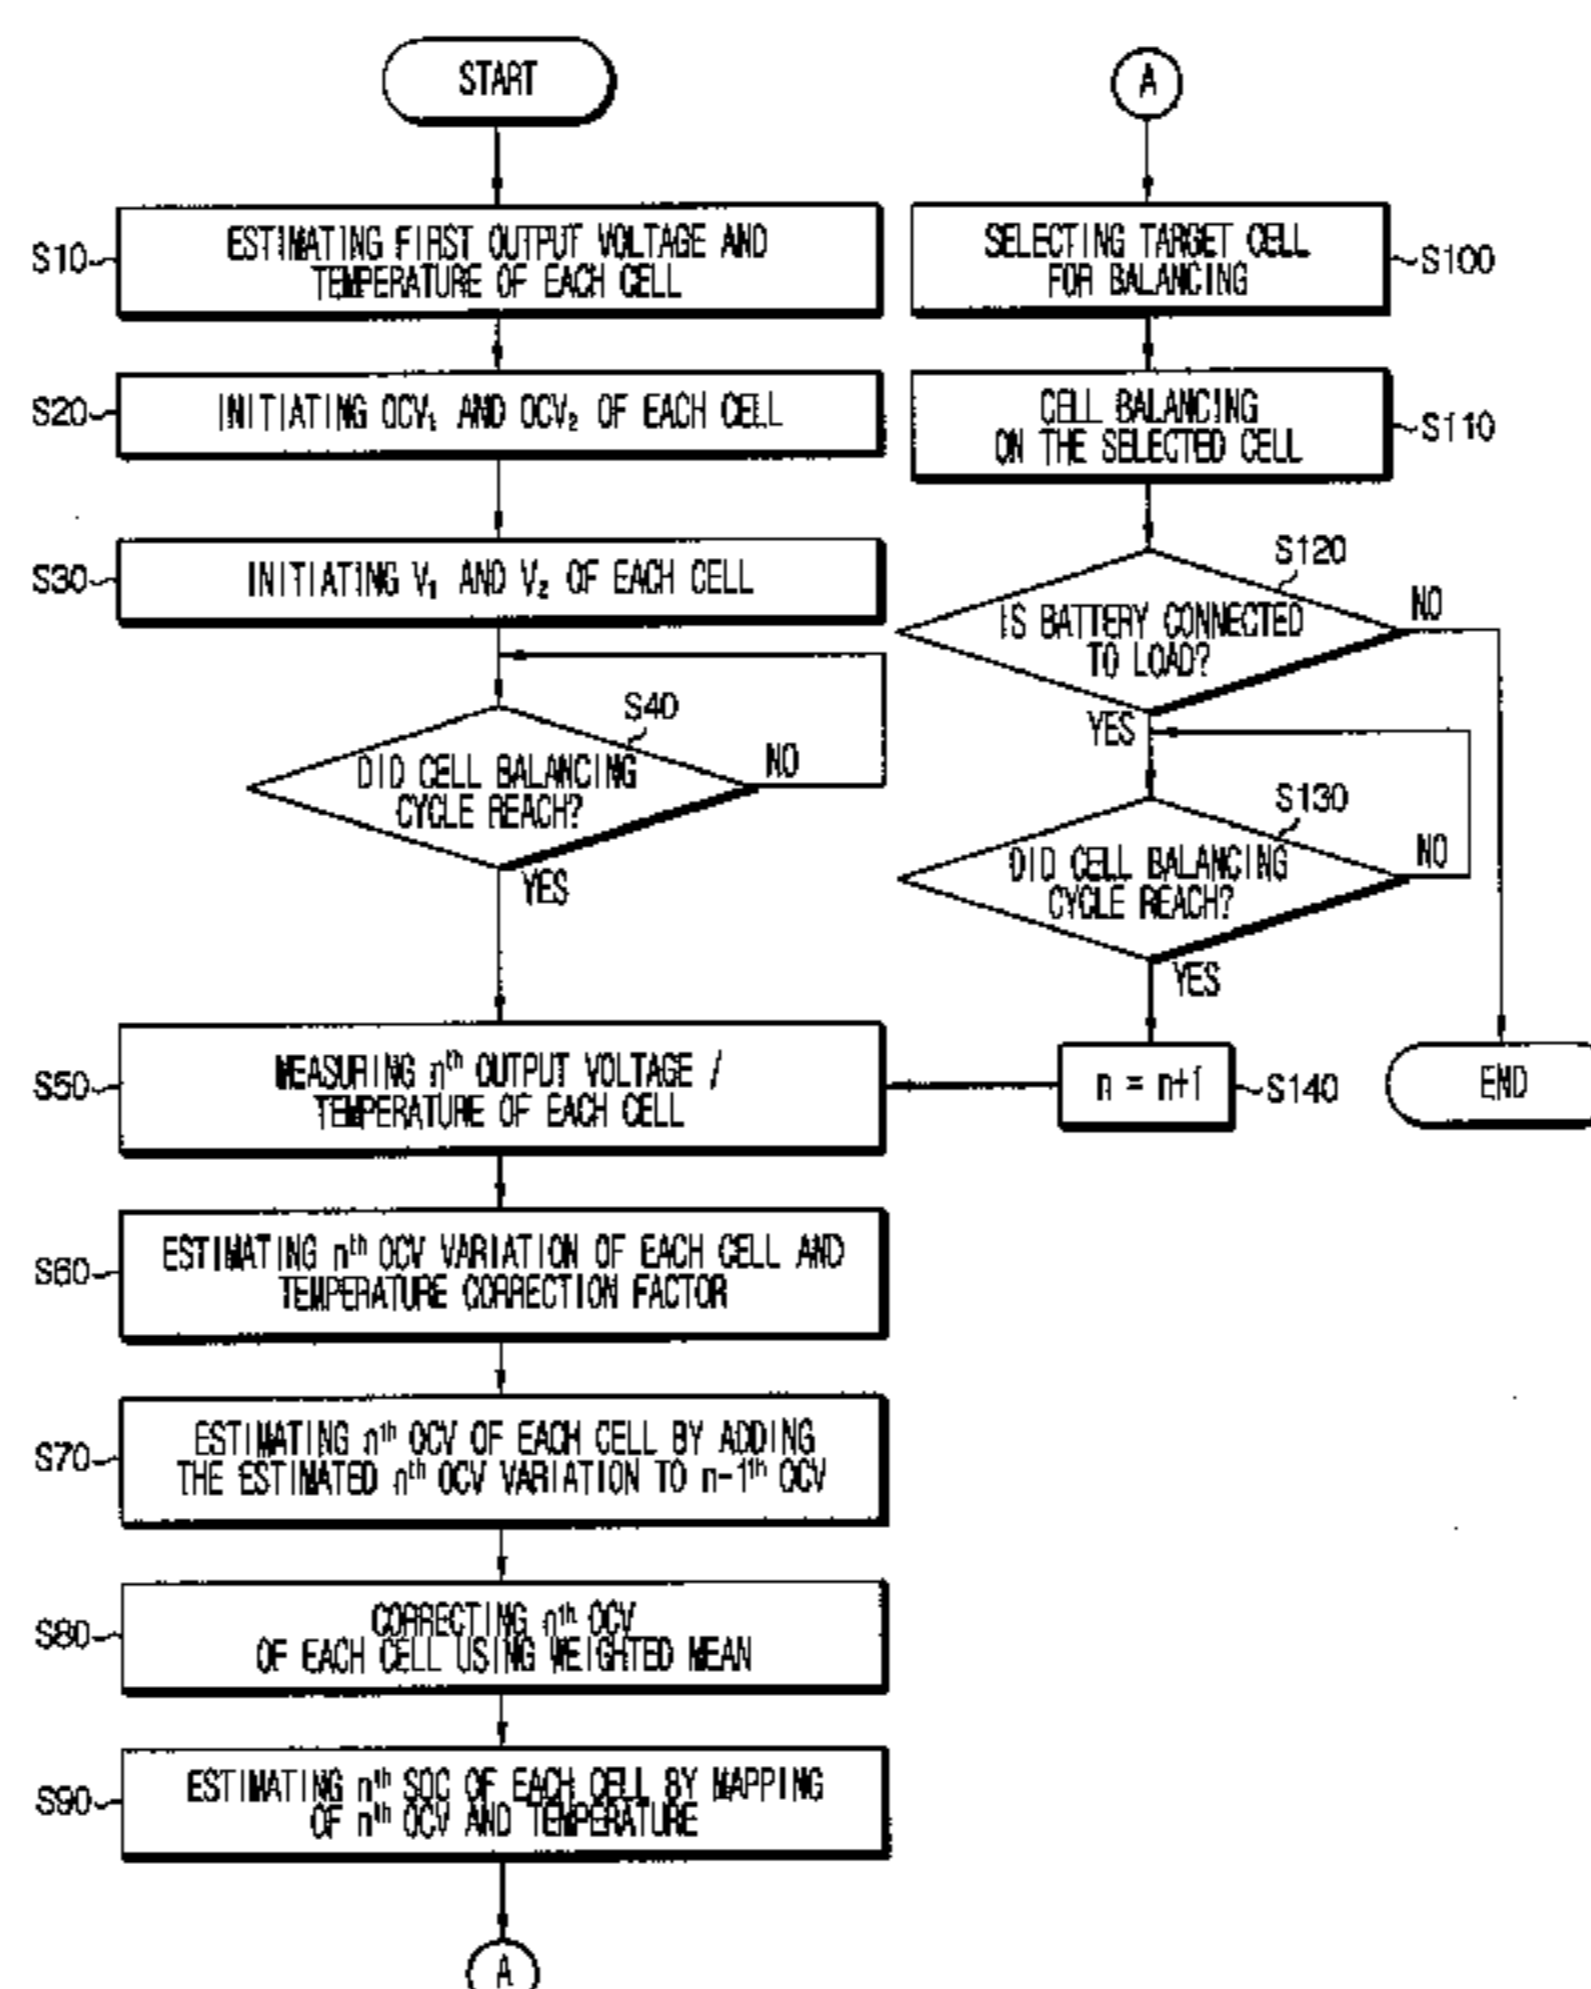 START
S10
ESTIMATING FIRST OUTPUT VOLTAGE AND
TEMPERATURE OF EACH CELL
S20
INITIATING OCV₁ AND OCV₂ OF EACH CELL
S30
INITIATING V₁ AND V₂ OF EACH CELL
S40
DID CELL BALANCING
CYCLE REACH?
NO
YES
S50
MEASURING nᵗʰ OUTPUT VOLTAGE /
TEMPERATURE OF EACH CELL
S60
ESTIMATING nᵗʰ OCV VARIATION OF EACH CELL AND
TEMPERATURE CORRECTION FACTOR
S70
ESTIMATING nᵗʰ OCV OF EACH CELL BY ADDING
THE ESTIMATED nᵗʰ OCV VARIATION TO n-1ᵗʰ OCV
S80
CORRECTING nᵗʰ OCV
OF EACH CELL USING WEIGHTED MEAN
S90
ESTIMATING nᵗʰ SOC OF EACH CELL BY MAPPING
OF nᵗʰ OCV AND TEMPERATURE
A
A
SELECTING TARGET CELL
FOR BALANCING
S100
CELL BALANCING
ON THE SELECTED CELL
S110
S120
IS BATTERY CONNECTED
TO LOAD?
NO
YES
S130
DID CELL BALANCING
CYCLE REACH?
NO
YES
n = n+1
S140
END